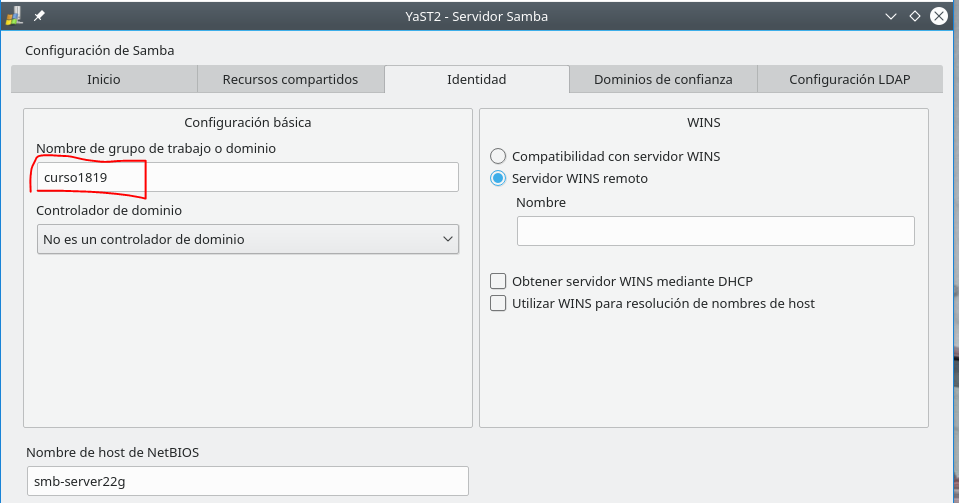 YaST2 - Servidor Samba
Configuración de Samba
Inicio
Recursos compartidos
Identidad
Dominios de confianza
Configuración LDAP
Configuración básica
Nombre de grupo de trabajo o dominio
curso1819
Controlador de dominio
No es un controlador de dominio
WINS
Compatibilidad con servidor WINS
Servidor WINS remoto
Nombre
Obtener servidor WINS mediante DHCP
Utilizar WINS para resolución de nombres de host
Nombre de host de NetBIOS
smb-server22g